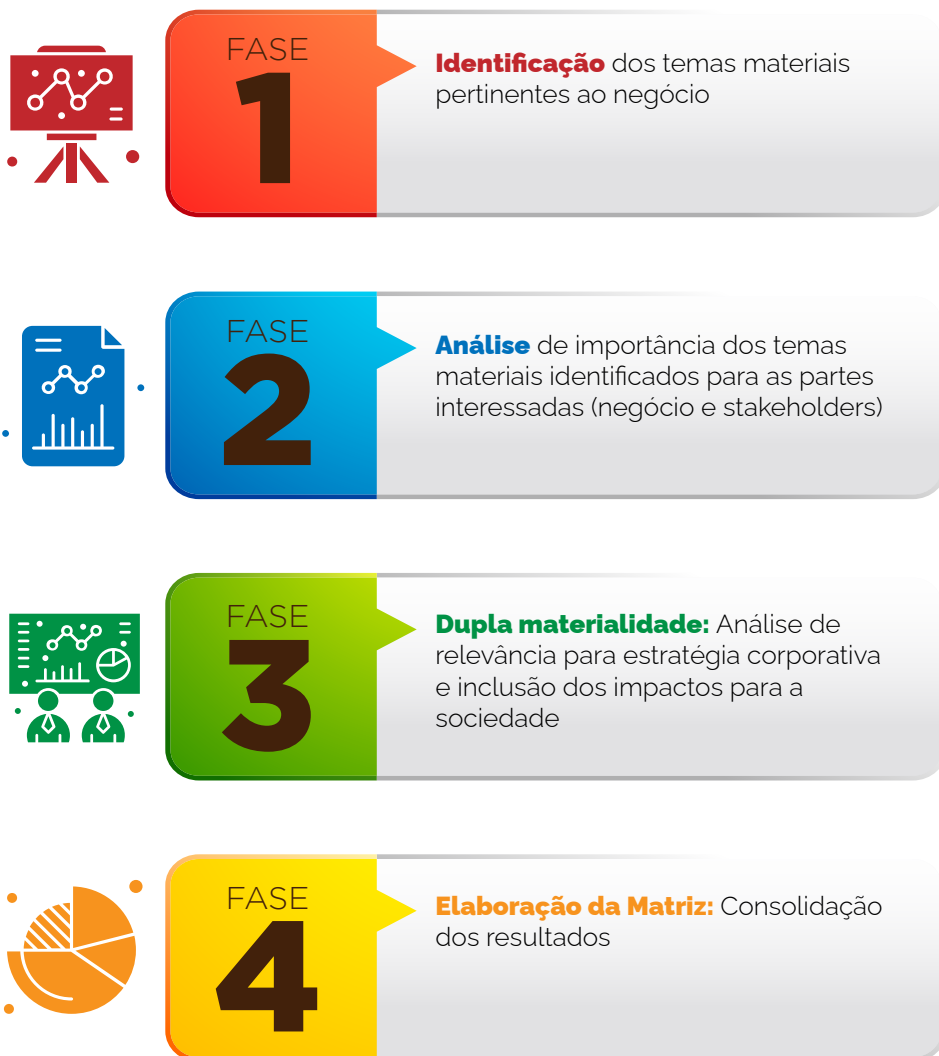 FASE
1
Identificação dos temas materiais
pertinentes ao negócio
FASE
2
Análise de importância dos temas
materiais identificados para as partes
interessadas (negócio e stakeholders)
FASE
3
Dupla materialidade: Análise de
relevância para estratégia corporativa
e inclusão dos impactos para a
sociedade
FASE
4
Elaboração da Matriz: Consolidação
dos resultados